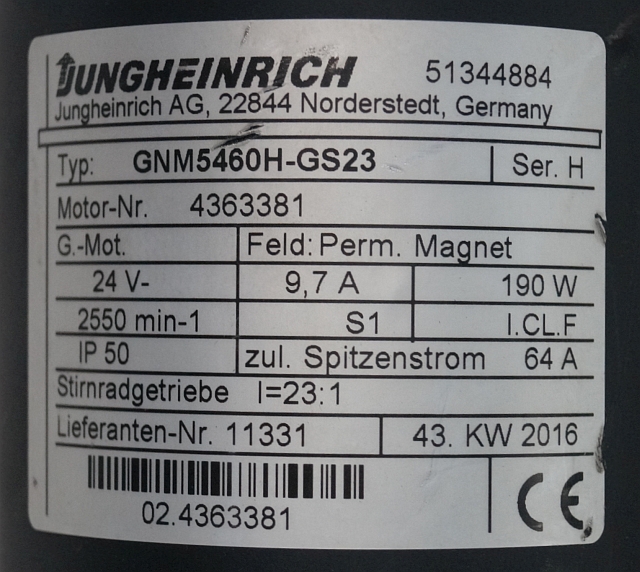 JUNGHEINRICH 51344884
Jungheinrich AG, 22844 Norderstedt, Germany
Typ: GNM5460H-GS23 Ser. H
Motor-Nr. 4363381
G.-Mot. Feld: Perm. Magnet
24 V- 9,7 A 190 W
2550 min-1 S1 I.CL.F
IP 50 zul. Spitzenstrom 64 A
Stirnradgetriebe I=23:1
Lieferanten-Nr. 11331 43. KW 2016
02.4363381 CE